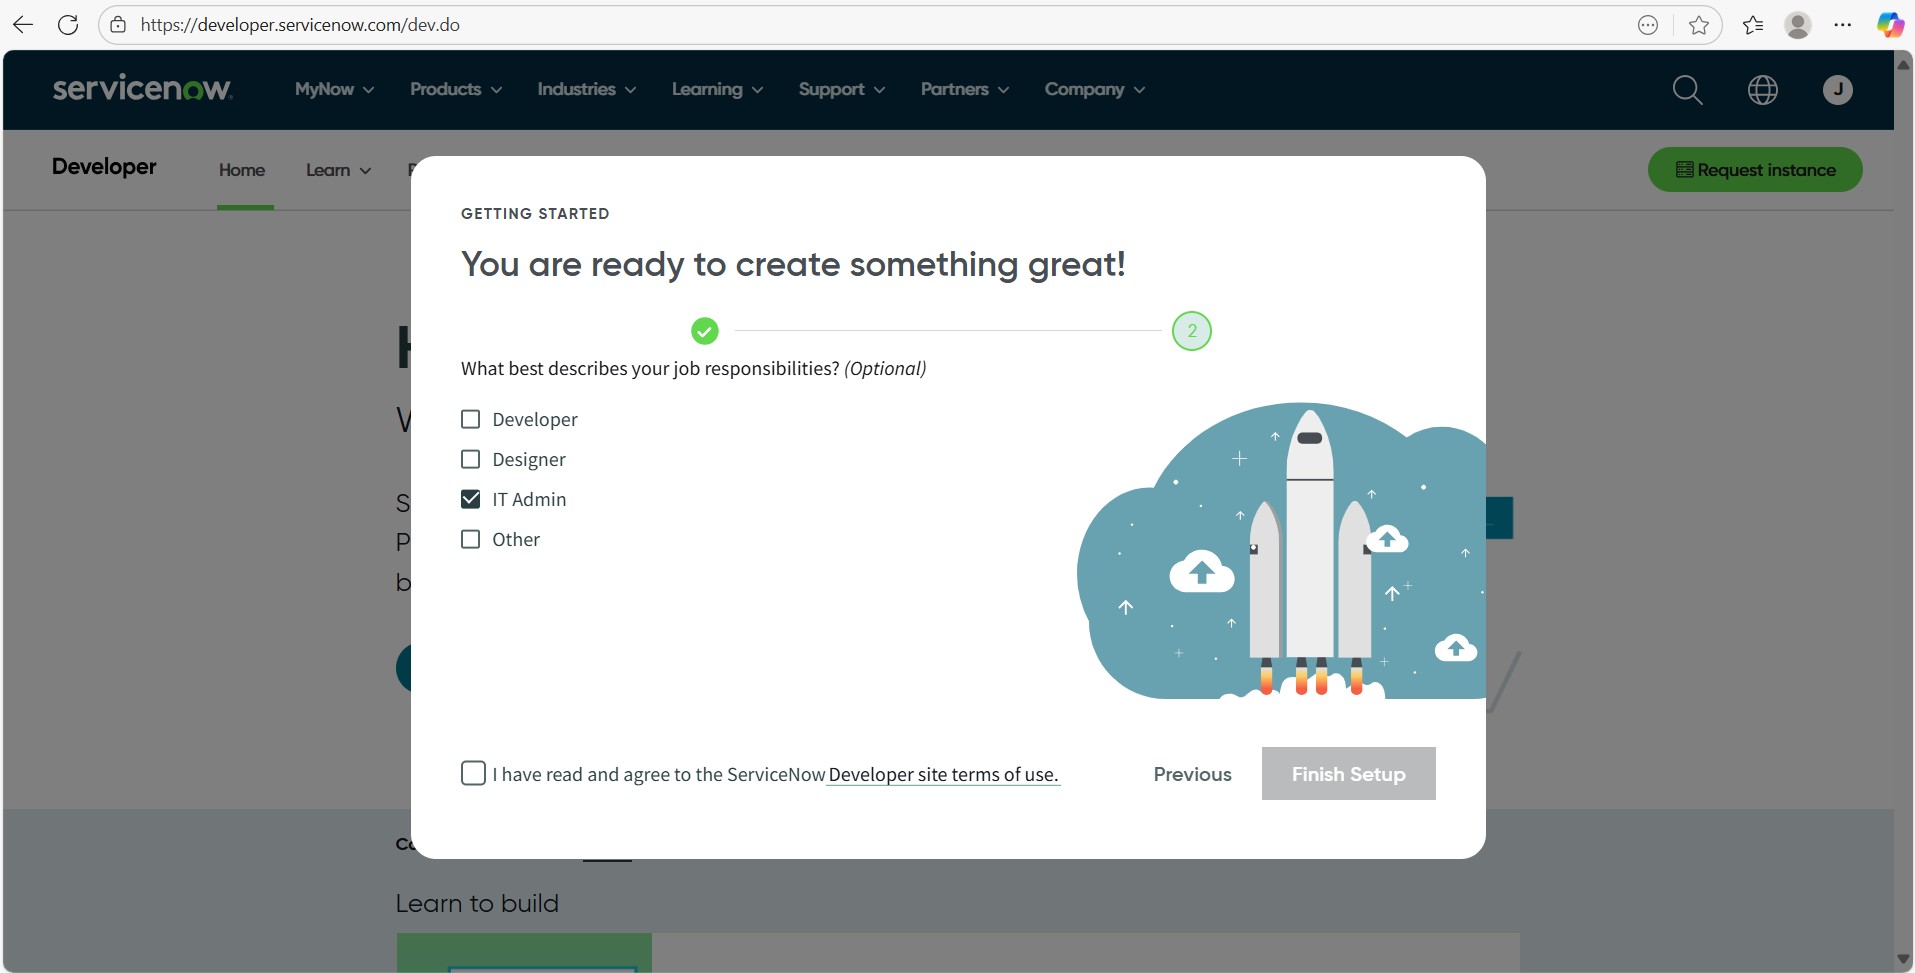 https://developer.servicenow.com/dev.do
servicenow
MyNow
Products
Industries
Learning
Support
Partners
Company
J
Developer
Home
Learn
Request instance
GETTING STARTED
You are ready to create something great!
2
What best describes your job responsibilities? (Optional)
Developer
Designer
IT Admin
Other
I have read and agree to the ServiceNow Developer site terms of use.
Previous
Finish Setup
Learn to build